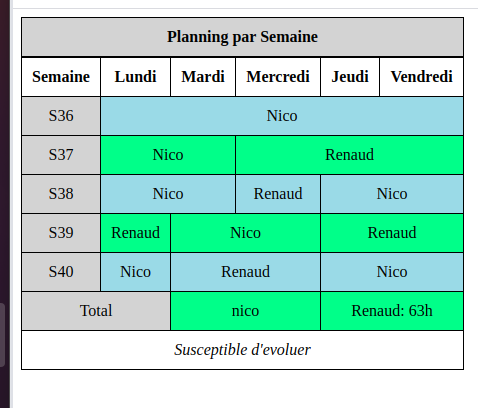 Planning par Semaine
Semaine Lundi Mardi Mercredi Jeudi Vendredi
S36 Nico
S37 Nico Renaud
S38 Nico Renaud Nico
S39 Renaud Nico Renaud
S40 Nico Renaud Nico
Total nico Renaud: 63h
Susceptible d'evoluer